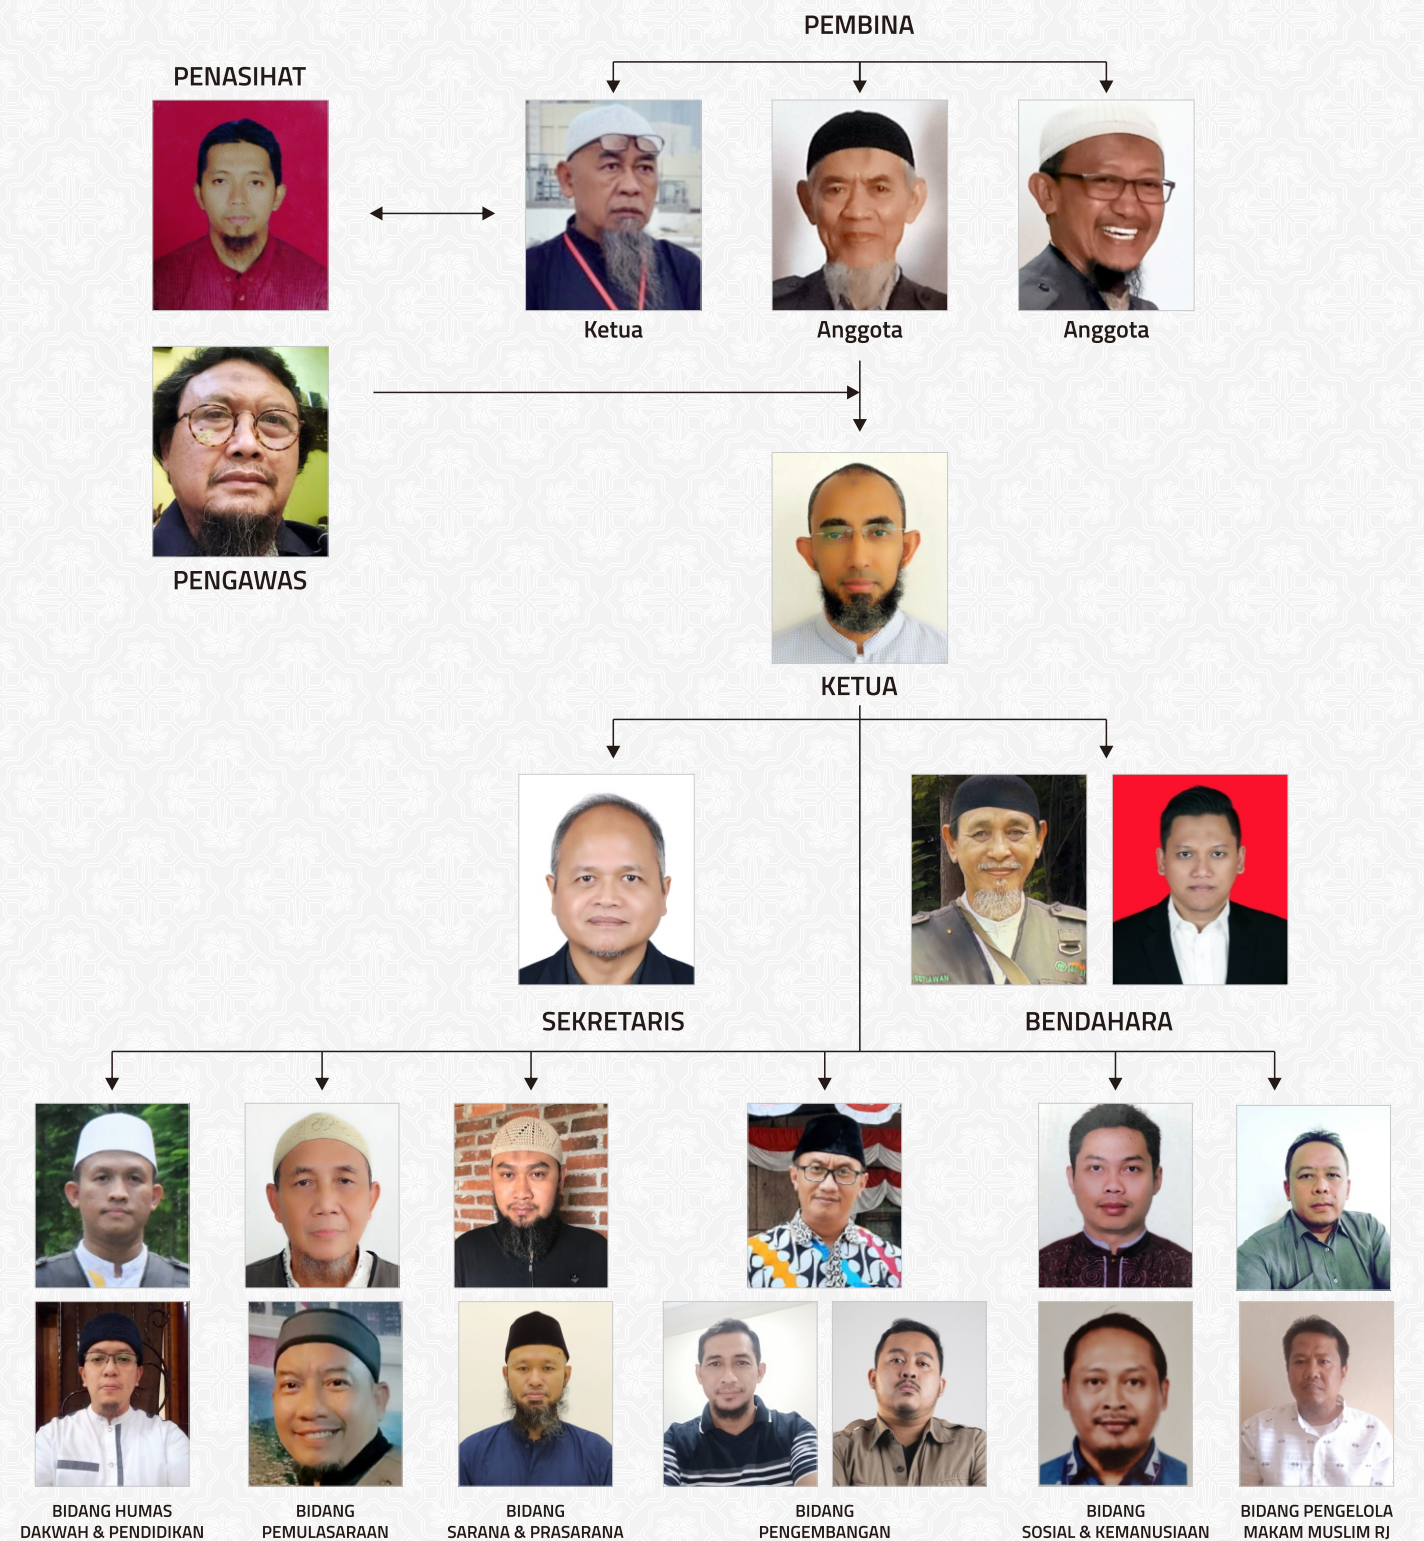 PEMBINA
PENASIHAT
Ketua
Anggota
Anggota
PENGAWAS
KETUA
SETIAWAN
SEKRETARIS
BENDAHARA
BIDANG HUMAS
DAKWAH & PENDIDIKAN
BIDANG
PEMULASARAAN
BIDANG
SARANA & PRASARANA
BIDANG
PENGEMBANGAN
BIDANG
SOSIAL & KEMANUSIAAN
BIDANG PENGELOLA
MAKAM MUSLIM RJ